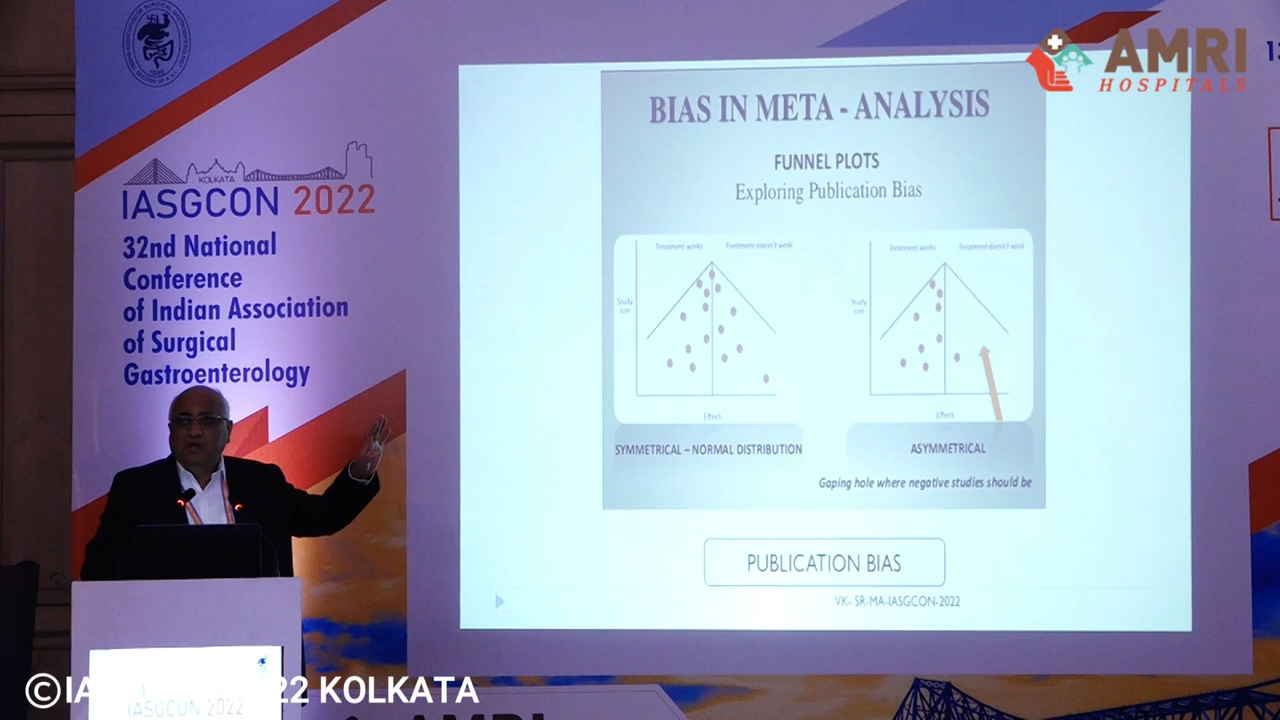 AMRI
HOSPITALS
KOLKATA
IASGCON 2022
32nd National
Conference
of Indian Association
of Surgical
Gastroenterology
BIAS IN META - ANALYSIS
FUNNEL PLOTS
Exploring Publication Bias
Treatment works
Treatment doesn't work
Study
size
Effect
SYMMETRICAL – NORMAL DISTRIBUTION
Treatment works
Treatment doesn't work
Study
size
Effect
ASYMMETRICAL
Gaping hole where negative studies should be
PUBLICATION BIAS
VK- SR-MA-IASGCON-2022
IASGCON 2022
22 KOLKATA
AMRI